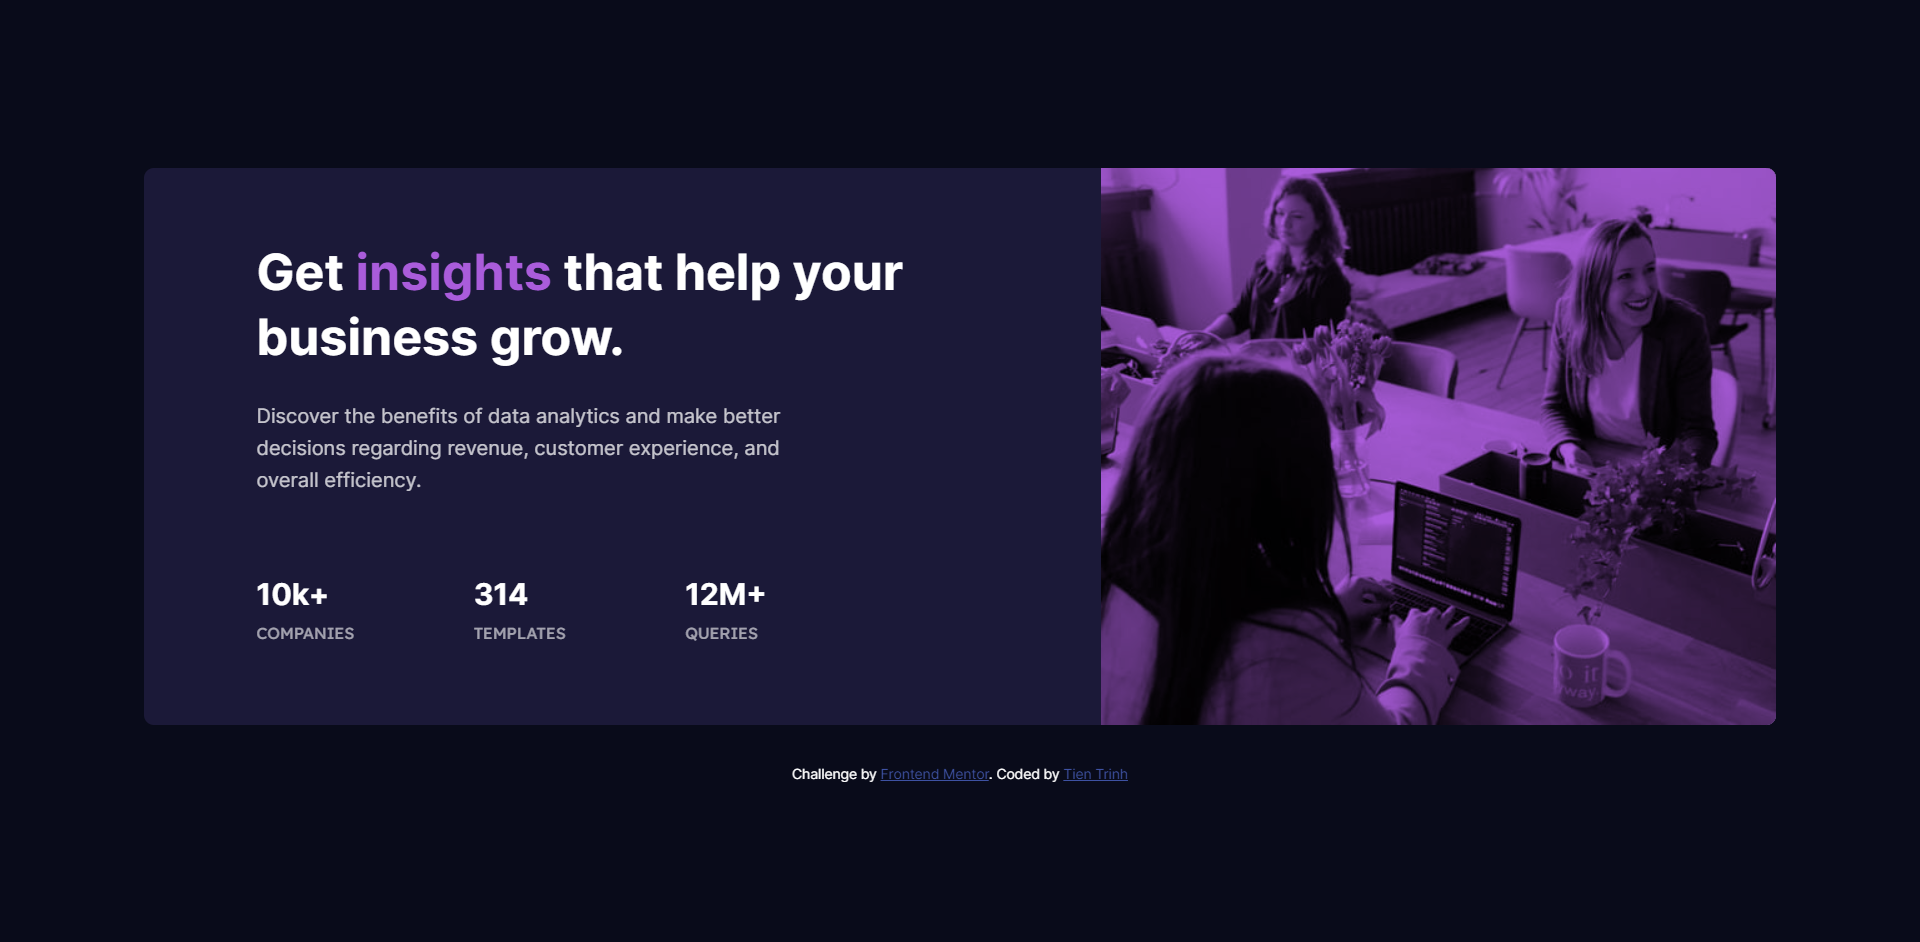 Get insights that help your
business grow.
Discover the benefits of data analytics and make better
decisions regarding revenue, customer experience, and
overall efficiency.
10k+ 314 12M+
COMPANIES TEMPLATES QUERIES
Challenge by Frontend Mentor. Coded by Tien Trinh